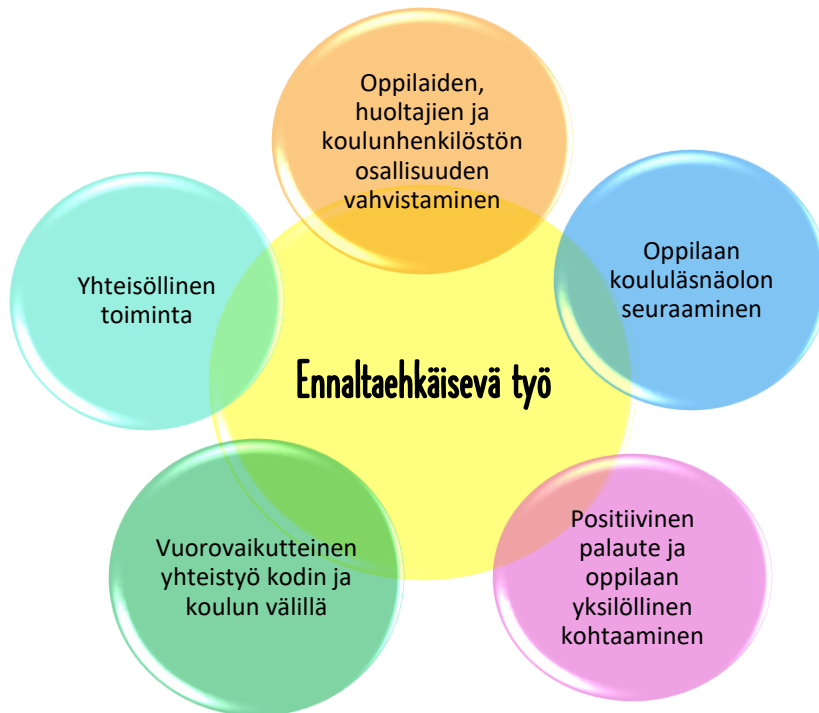 Oppilaiden,
huoltajien ja
koulunhenkilöstön
osallisuuden
vahvistaminen
Oppilaan
koululäsnäolon
seuraaminen
Yhteisöllinen
toiminta
Ennaltaehkäisevä työ
Positiivinen
palaute ja
oppilaan
yksilöllinen
kohtaaminen
Vuorovaikutteinen
yhteistyö kodin ja
koulun välillä